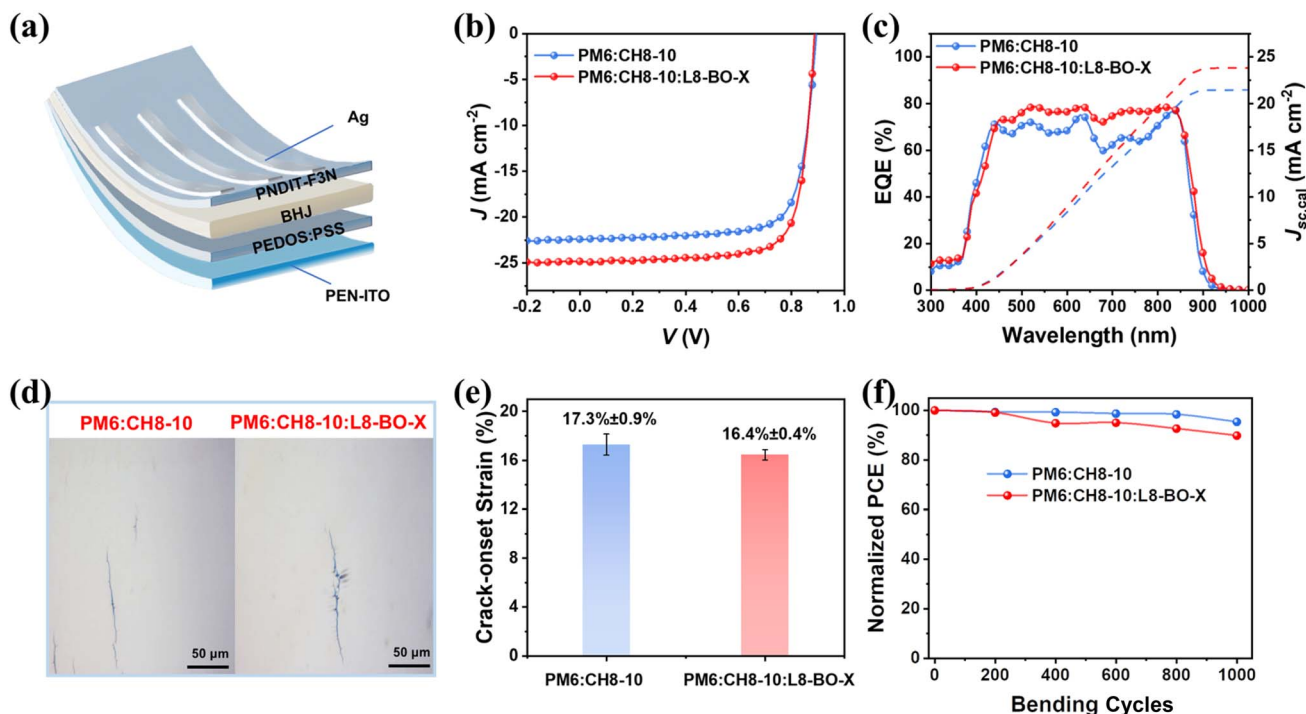 (a)
Ag
PNDIT-F3N
BHJ
PEDOS:PSS
PEN-ITO
(b)
0
-5
-10
-15
-20
-25
J (mA cm-2)
PM6:CH8-10
PM6:CH8-10:L8-BO-X
-0.2 0.0 0.2 0.4 0.6 0.8 1.0
V (V)
(c)
100
80
60
40
20
0
EQE (%)
PM6:CH8-10
PM6:CH8-10:L8-BO-X
25
20
15
10
5
0
Jsc.cal (mA cm-2)
300 400 500 600 700 800 900 1000
Wavelength (nm)
(d)
PM6:CH8-10 PM6:CH8-10:L8-BO-X
50 μm 50 μm
(e)
20
16
12
8
4
0
Crack-onset Strain (%)
17.3%±0.9%
16.4%±0.4%
PM6:CH8-10 PM6:CH8-10:L8-BO-X
(f)
100
80
60
40
20
0
Normalized PCE (%)
PM6:CH8-10
PM6:CH8-10:L8-BO-X
0 200 400 600 800 1000
Bending Cycles